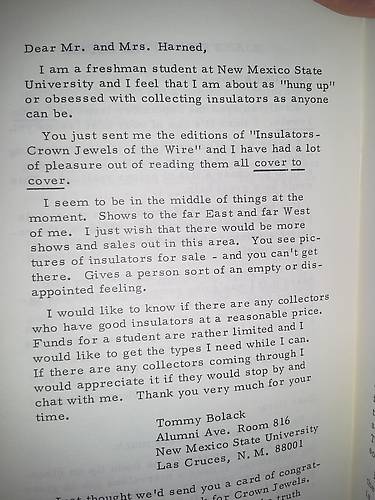 Dear Mr. and Mrs. Harned,
I am a freshman student at New Mexico State
University and I feel that I am about as "hung up"
or obsessed with collecting insulators as anyone
can be.
You just sent me the editions of "Insulators-
Crown Jewels of the Wire" and I have had a lot
of pleasure out of reading them all cover to
cover.
I seem to be in the middle of things at the
moment. Shows to the far East and far West
of me. I just wish that there would be more
shows and sales out in this area. You see pic-
tures of insulators for sale - and you can't get
there. Gives a person sort of an empty or dis-
appointed feeling.
I would like to know if there are any collectors
who have good insulators at a reasonable price.
Funds for a student are rather limited and I
would like to get the types I need while I can.
If there are any collectors coming through I
would appreciate it if they would stop by and
chat with me. Thank you very much for your
time.
Tommy Bolack
Alumni Ave. Room 816
New Mexico State University
Las Cruces, N. M. 88001
Just thought we'd send you a card of congrat-
for Crown Jewels.
truth